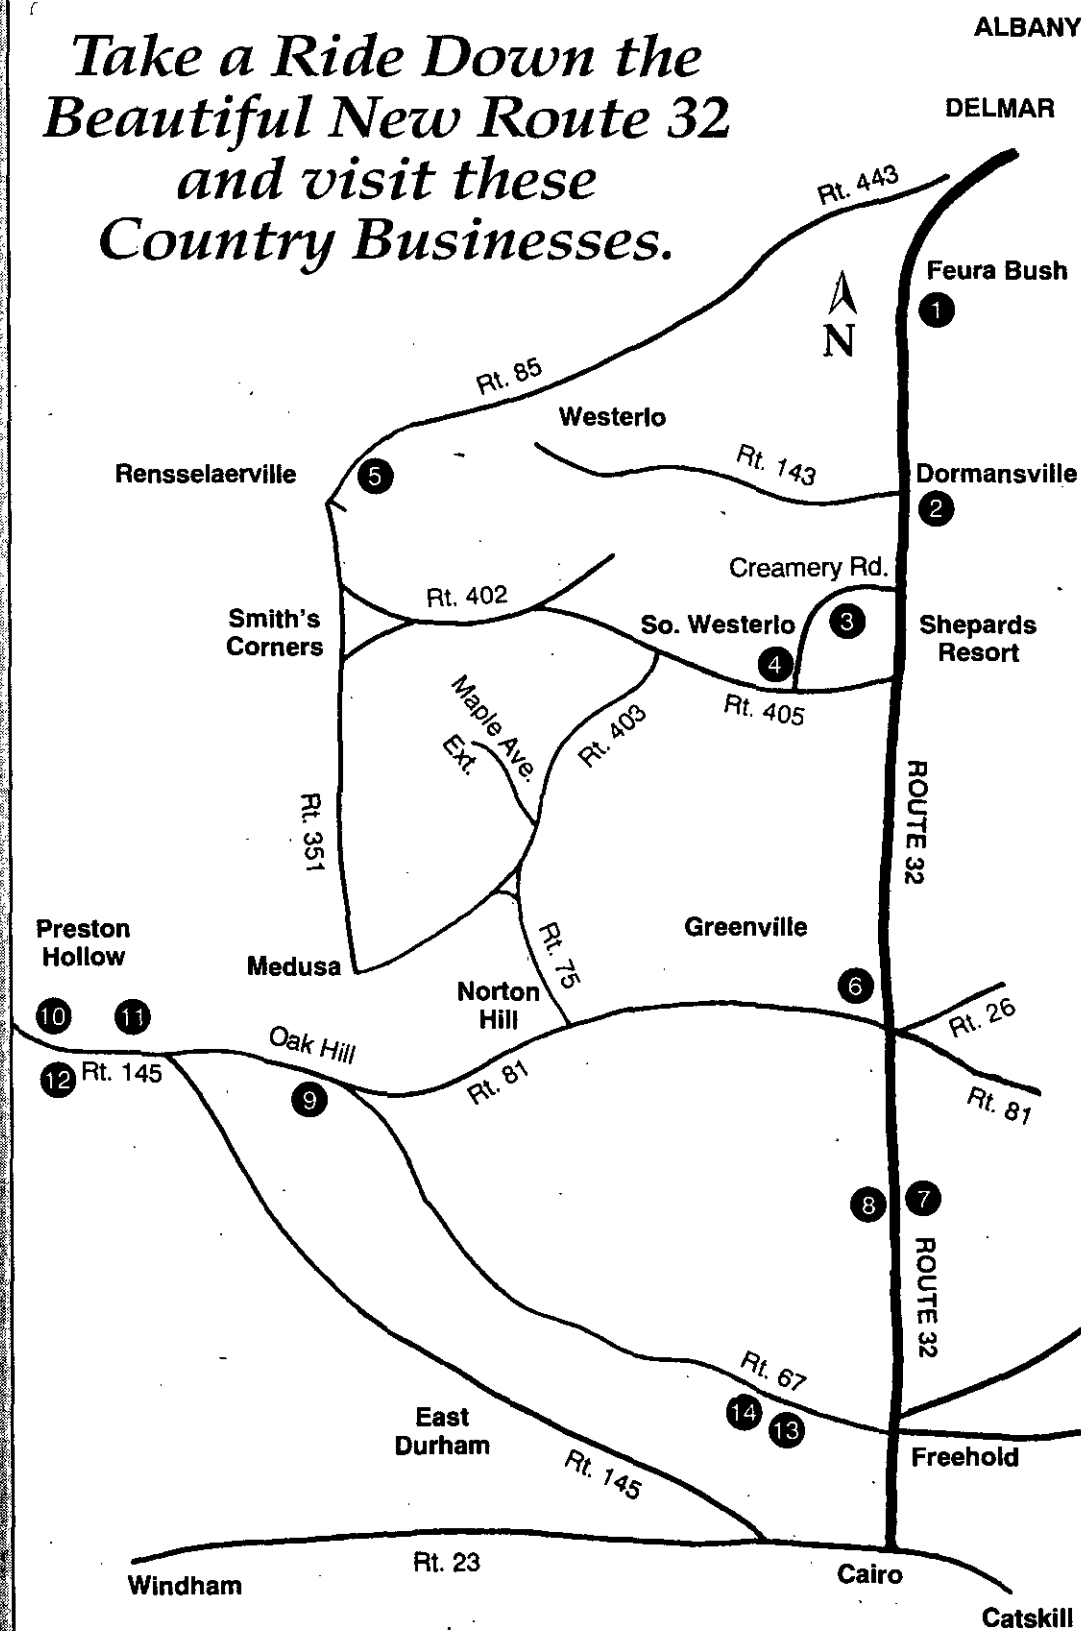 Take a Ride Down the
Beautiful New Route 32
and visit these
Country Businesses.
ALBANY
DELMAR
Rt. 443
Feura Bush
1
N
Rt. 85
Westerlo
Rensselaerville
5
Rt. 143
Dormansville
2
Creamery Rd.
Rt. 402
Smith's
Corners
So. Westerlo
3
4
Shepards
Resort
Rt. 405
Maple Ave.
Ext.
Rt. 403
ROUTE 32
Rt. 351
Preston
Hollow
Medusa
Greenville
Rt. 75
Norton
Hill
6
Rt. 26
10
11
Oak Hill
12
Rt. 145
9
Rt. 81
Rt. 81
8
7
ROUTE 32
Rt. 67
14
13
East
Durham
Rt. 145
Freehold
Rt. 23
Windham
Cairo
Catskill